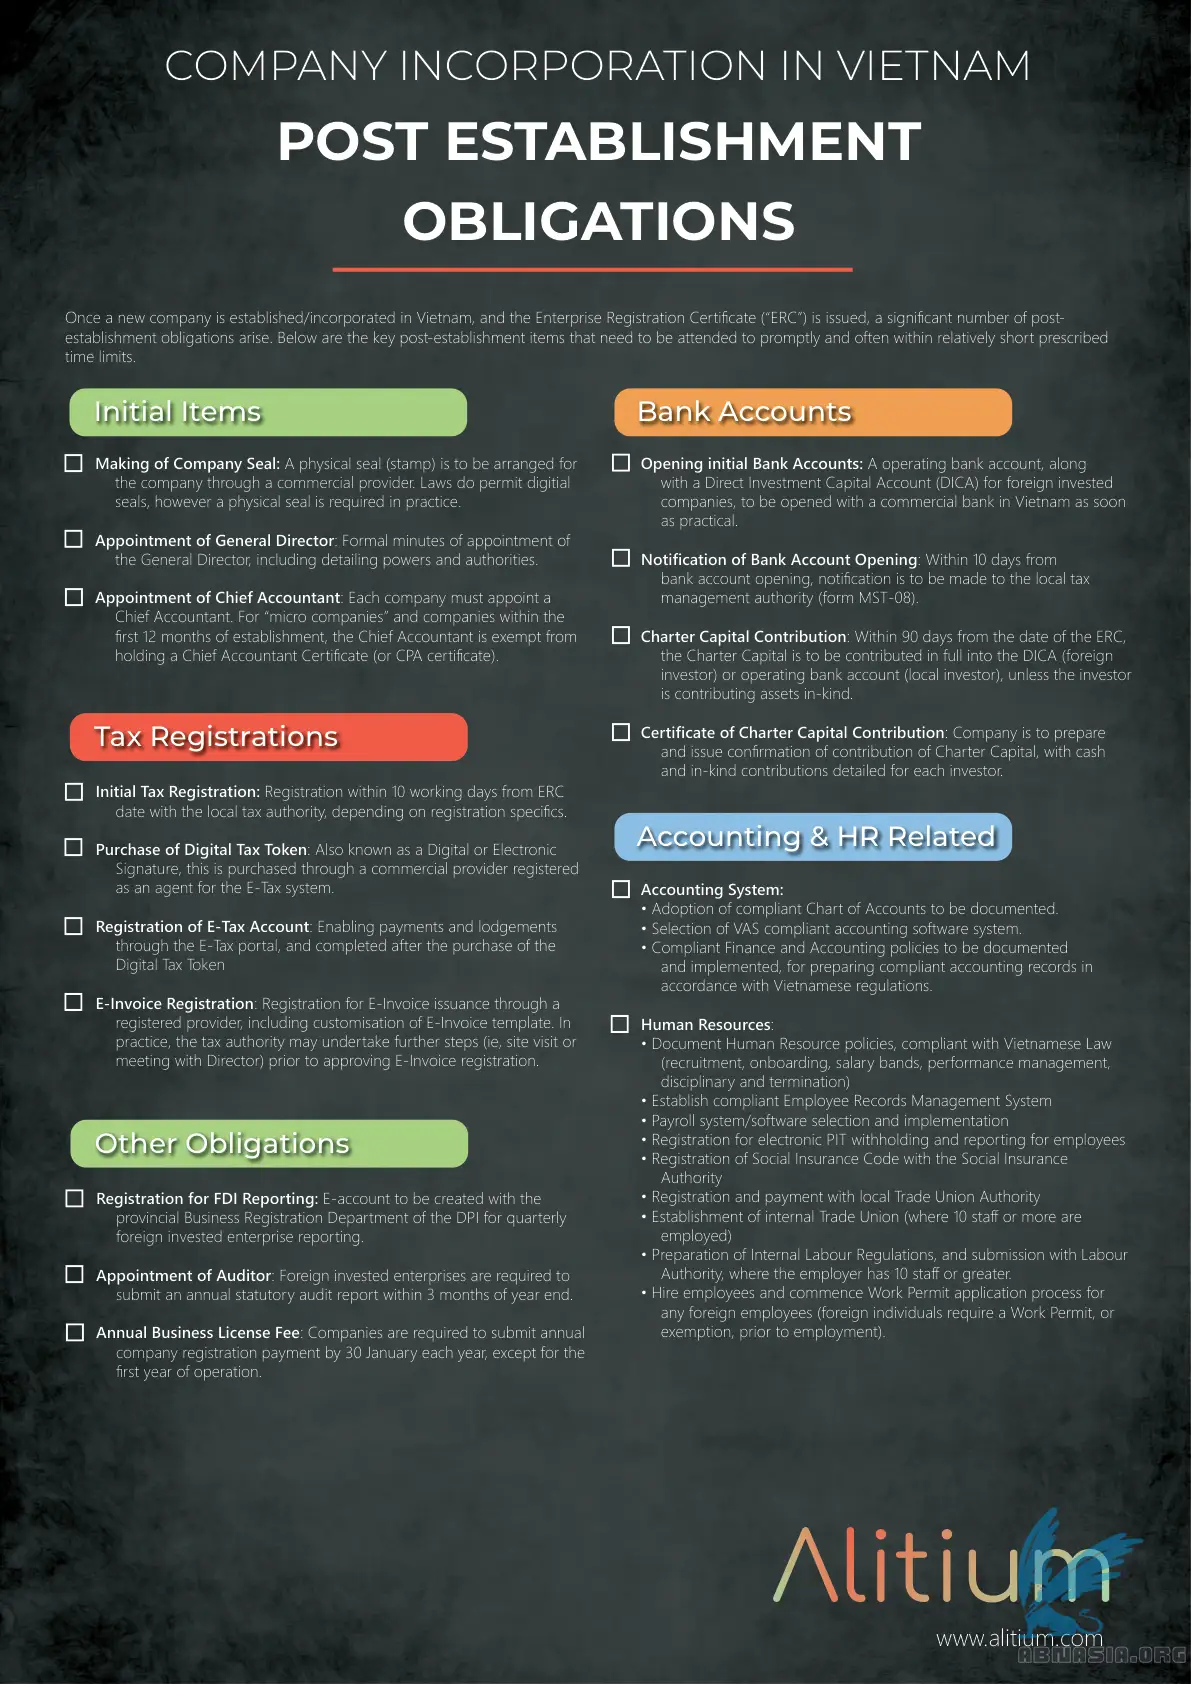 COMPANY INCORPORATION IN VIETNAM
POST ESTABLISHMENT
OBLIGATIONS
Once a new company is established/incorporated in Vietnam, and the Enterprise Registration Certificate (“ERC”) is issued, a significant number of post-
establishment obligations arise. Below are the key post-establishment items that need to be attended to promptly and often within relatively short prescribed
time limits.
Initial Items
Making of Company Seal: A physical seal (stamp) is to be arranged for
the company through a commercial provider. Laws do permit digitial
seals, however a physical seal is required in practice.
Appointment of General Director: Formal minutes of appointment of
the General Director, including detailing powers and authorities.
Appointment of Chief Accountant: Each company must appoint a
Chief Accountant. For “micro companies” and companies within the
first 12 months of establishment, the Chief Accountant is exempt from
holding a Chief Accountant Certificate (or CPA certificate).
Tax Registrations
Initial Tax Registration: Registration within 10 working days from ERC
date with the local tax authority, depending on registration specifics.
Purchase of Digital Tax Token: Also known as a Digital or Electronic
Signature, this is purchased through a commercial provider registered
as an agent for the E-Tax system.
Registration of E-Tax Account: Enabling payments and lodgements
through the E-Tax portal, and completed after the purchase of the
Digital Tax Token
E-Invoice Registration: Registration for E-Invoice issuance through a
registered provider, including customisation of E-Invoice template. In
practice, the tax authority may undertake further steps (ie, site visit or
meeting with Director) prior to approving E-Invoice registration.
Other Obligations
Registration for FDI Reporting: E-account to be created with the
provincial Business Registration Department of the DPI for quarterly
foreign invested enterprise reporting.
Appointment of Auditor: Foreign invested enterprises are required to
submit an annual statutory audit report within 3 months of year end.
Annual Business License Fee: Companies are required to submit annual
company registration payment by 30 January each year, except for the
first year of operation.
Bank Accounts
Opening initial Bank Accounts: A operating bank account, along
with a Direct Investment Capital Account (DICA) for foreign invested
companies, to be opened with a commercial bank in Vietnam as soon
as practical.
Notification of Bank Account Opening: Within 10 days from
bank account opening, notification is to be made to the local tax
management authority (form MST-08).
Charter Capital Contribution: Within 90 days from the date of the ERC,
the Charter Capital is to be contributed in full into the DICA (foreign
investor) or operating bank account (local investor), unless the investor
is contributing assets in-kind.
Certificate of Charter Capital Contribution: Company is to prepare
and issue confirmation of contribution of Charter Capital, with cash
and in-kind contributions detailed for each investor.
Accounting & HR Related
Accounting System:
• Adoption of compliant Chart of Accounts to be documented.
• Selection of VAS compliant accounting software system.
• Compliant Finance and Accounting policies to be documented
and implemented, for preparing compliant accounting records in
accordance with Vietnamese regulations.
Human Resources:
• Document Human Resource policies, compliant with Vietnamese Law
(recruitment, onboarding, salary bands, performance management,
disciplinary and termination)
• Establish compliant Employee Records Management System
• Payroll system/software selection and implementation
• Registration for electronic PIT withholding and reporting for employees
• Registration of Social Insurance Code with the Social Insurance
Authority
• Registration and payment with local Trade Union Authority
• Establishment of internal Trade Union (where 10 staff or more are
employed)
• Preparation of Internal Labour Regulations, and submission with Labour
Authority, where the employer has 10 staff or greater.
• Hire employees and commence Work Permit application process for
any foreign employees (foreign individuals require a Work Permit, or
exemption, prior to employment).
Alitium
www.alitium.com
ABNASIA.ORG